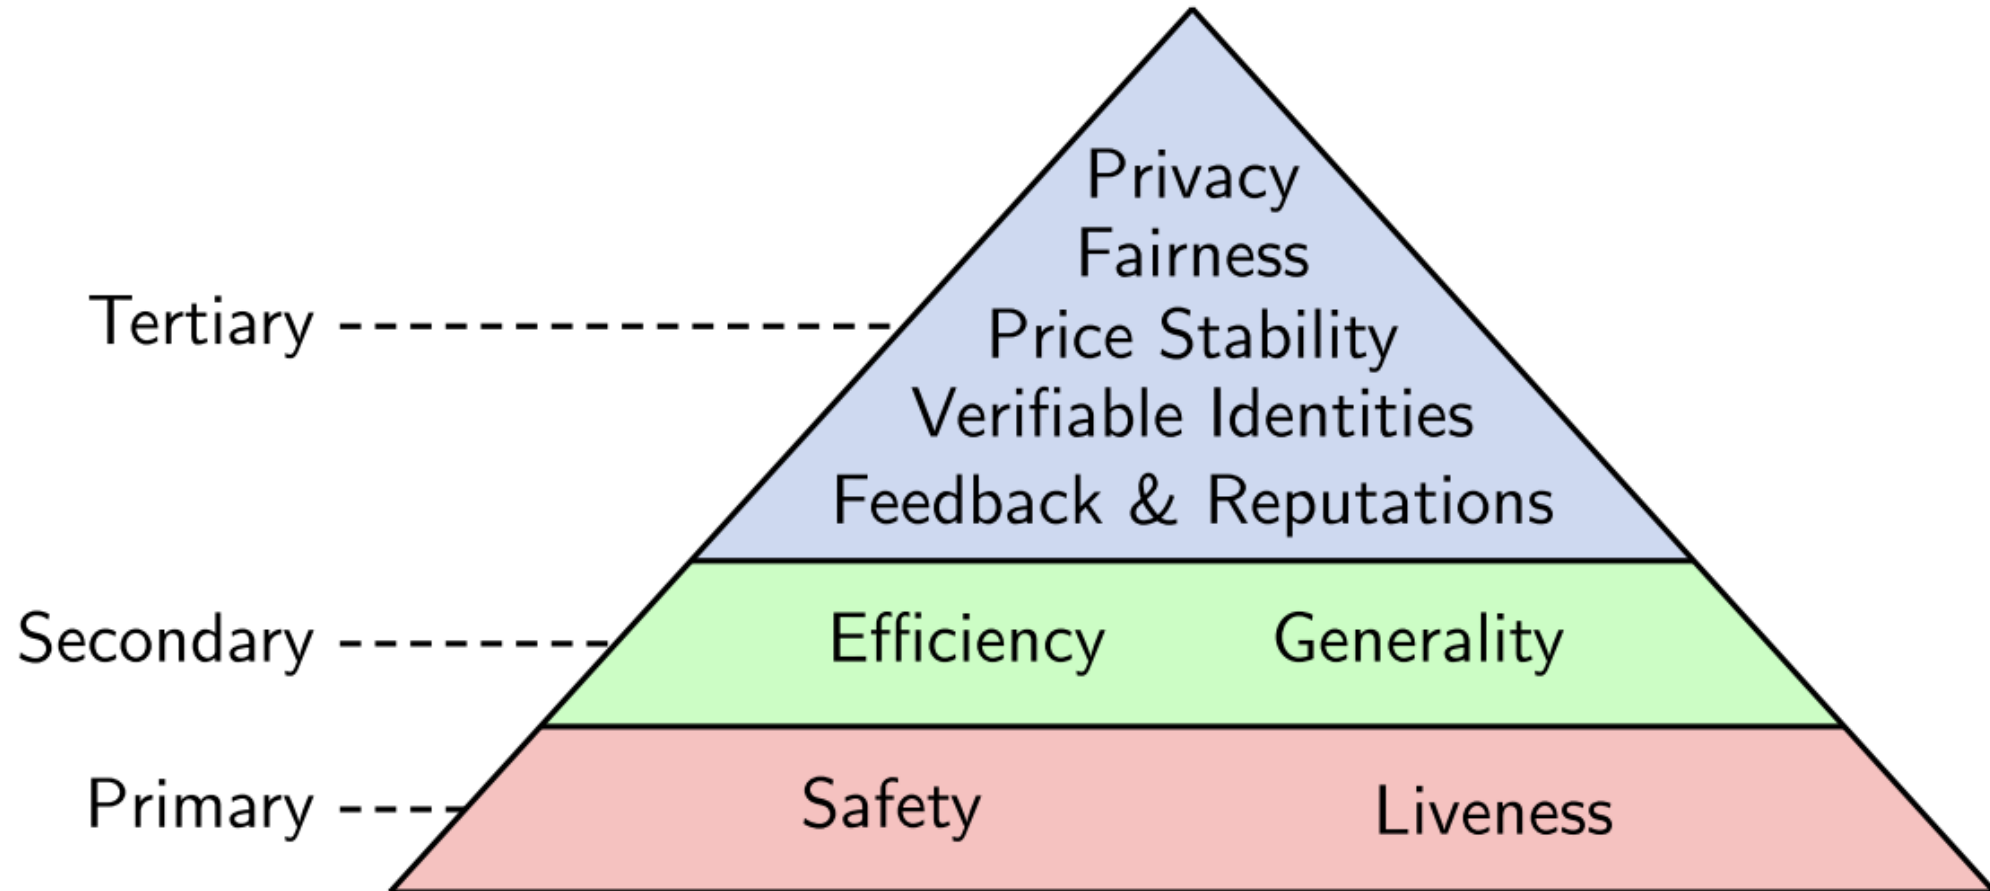 Privacy
Fairness
Tertiary
Price Stability
Verifiable Identities
Feedback & Reputations
Secondary
Efficiency
Generality
Primary
Safety
Liveness